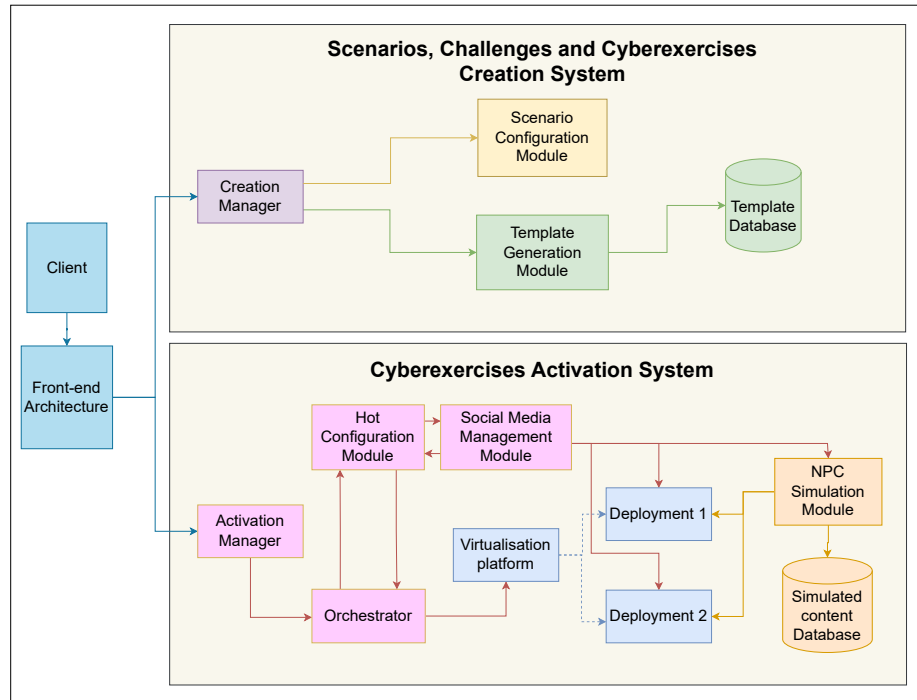 Scenarios, Challenges and Cyberexercises
Creation System
Scenario
Configuration
Module
Creation
Manager
Template
Generation
Module
Template
Database
Client
Front-end
Architecture
Cyberexercises Activation System
Hot
Configuration
Module
Social Media
Management
Module
NPC
Simulation
Module
Activation
Manager
Deployment 1
Virtualisation
platform
Orchestrator
Deployment 2
Simulated
content
Database